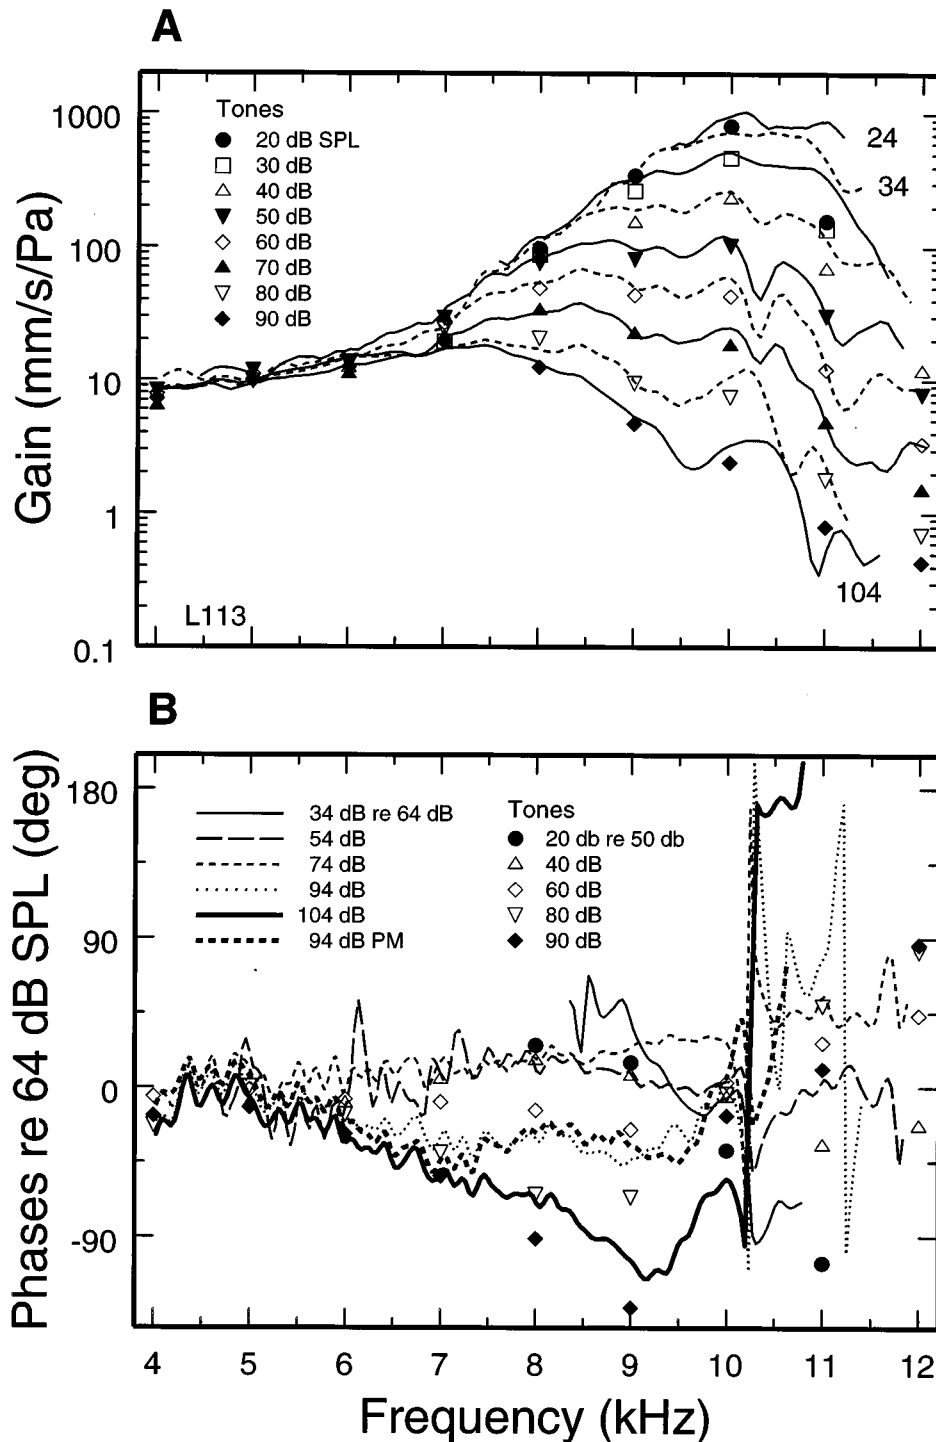 A
Gain (mm/s/Pa)
1000
100
10
1
0.1
Tones
20 dB SPL
30 dB
40 dB
50 dB
60 dB
70 dB
80 dB
90 dB
24
34
104
L113
B
Phases re 64 dB SPL (deg)
180
90
0
-90
34 dB re 64 dB
54 dB
74 dB
94 dB
104 dB
94 dB PM
Tones
20 db re 50 db
40 dB
60 dB
80 dB
90 dB
4 5 6 7 8 9 10 11 12
Frequency (kHz)